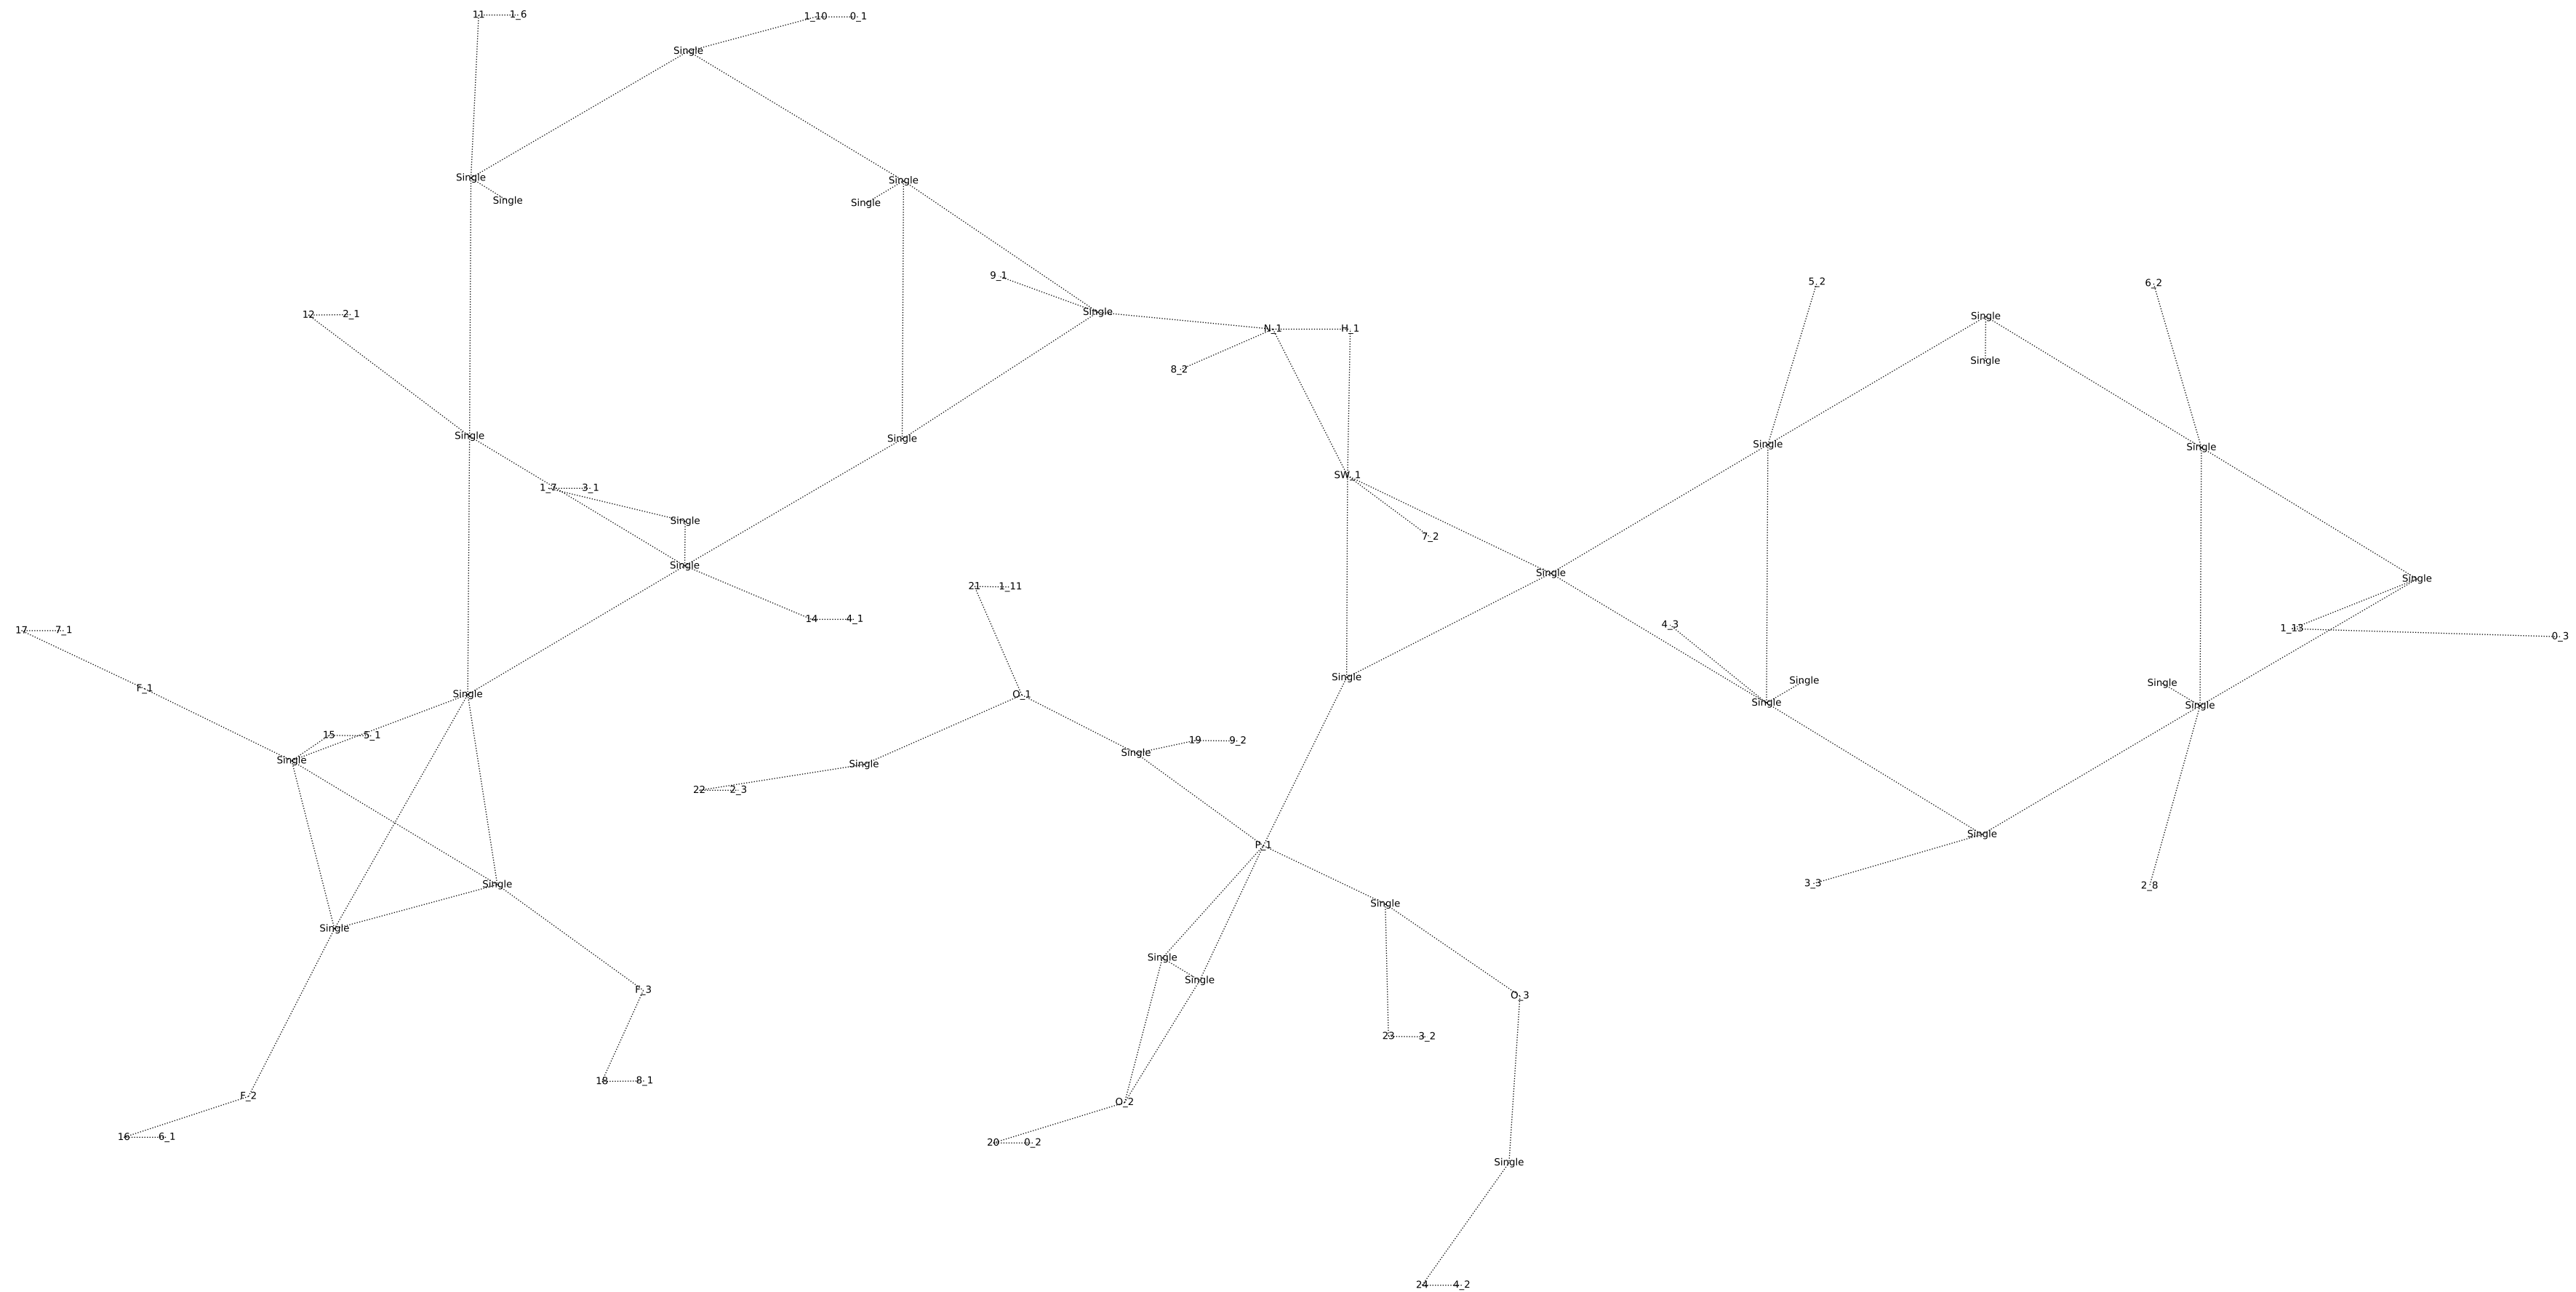 11 1_6
1_10 0_1
Single
Single
Single
Single
Single
9_1
5_2
6_2
Single
12 2_1
Single
N_1 H_1
Single
8_2
Single
Single
Single
Single
SW_1
1_7 3_1
Single
7_2
Single
Single
Single
21 1_11
14 4_1
4_3
1_13
17 7_1
0_3
Single
Single
Single
F_1
Single
O_1
Single
Single
15 5_1
19 9_2
Single
Single
Single
22 2_3
Single
P_1
3_3
Single
2_8
Single
Single
Single
Single
F_3
O_3
23 3_2
18 8_1
F_2
O_2
16 6_1
20 0_2
Single
24 4_2